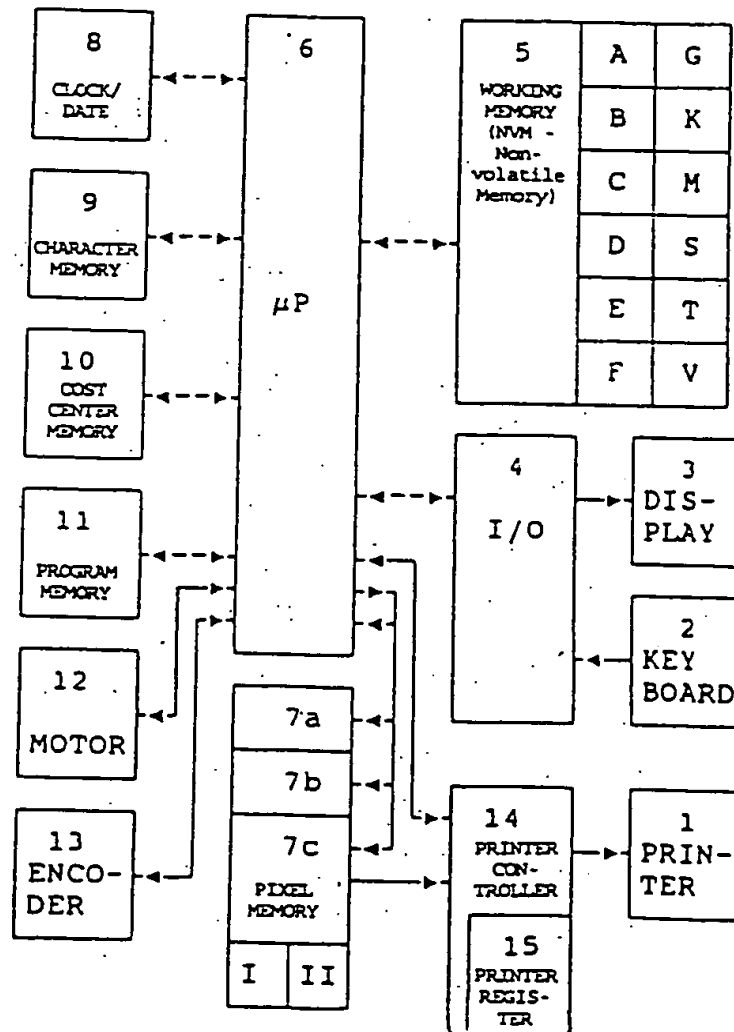 8
CLOCK/
DATE
9
CHARACTER
MEMORY
10
COST
CENTER
MEMORY
11
PROGRAM
MEMORY
12
MOTOR
13
ENCO-
DER
6
μP
7a
7b
7c
PIXEL
MEMORY
I II
5
WORKING
MEMORY
(NVM -
Non-
volatile
Memory)
A G
B K
C M
D S
E T
F V
4
I/O
3
DIS-
PLAY
2
KEY
BOARD
14
PRINTER
CON-
TROLLER
15
PRINTER
REGIS-
TER
1
PRIN-
TER